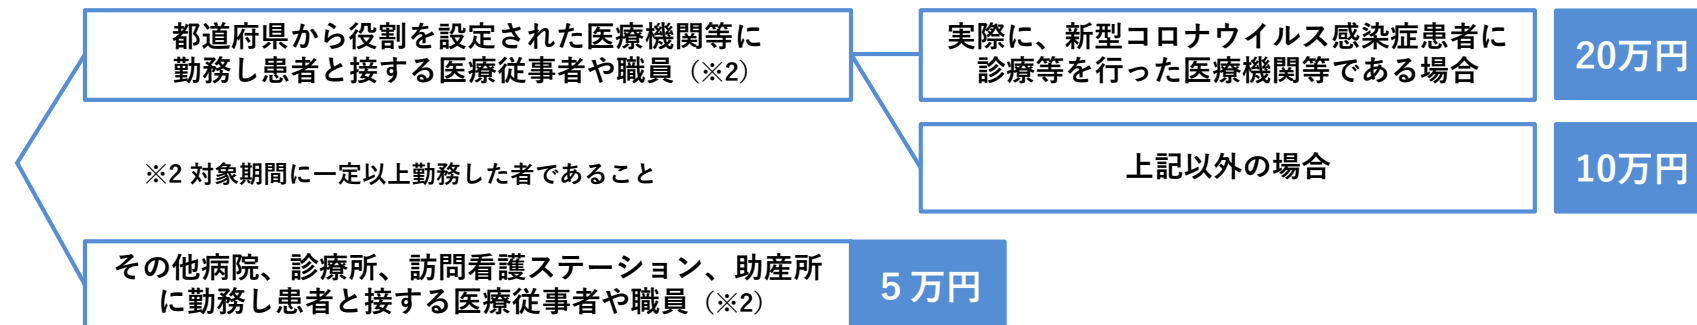 都道府県から役割を設定された医療機関等に
勤務し患者と接する医療従事者や職員（※2）
実際に、新型コロナウイルス感染症患者に
診療等を行った医療機関等である場合
20万円
※2 対象期間に一定以上勤務した者であること
上記以外の場合
10万円
その他病院、診療所、訪問看護ステーション、助産所
に勤務し患者と接する医療従事者や職員（※2）
５万円